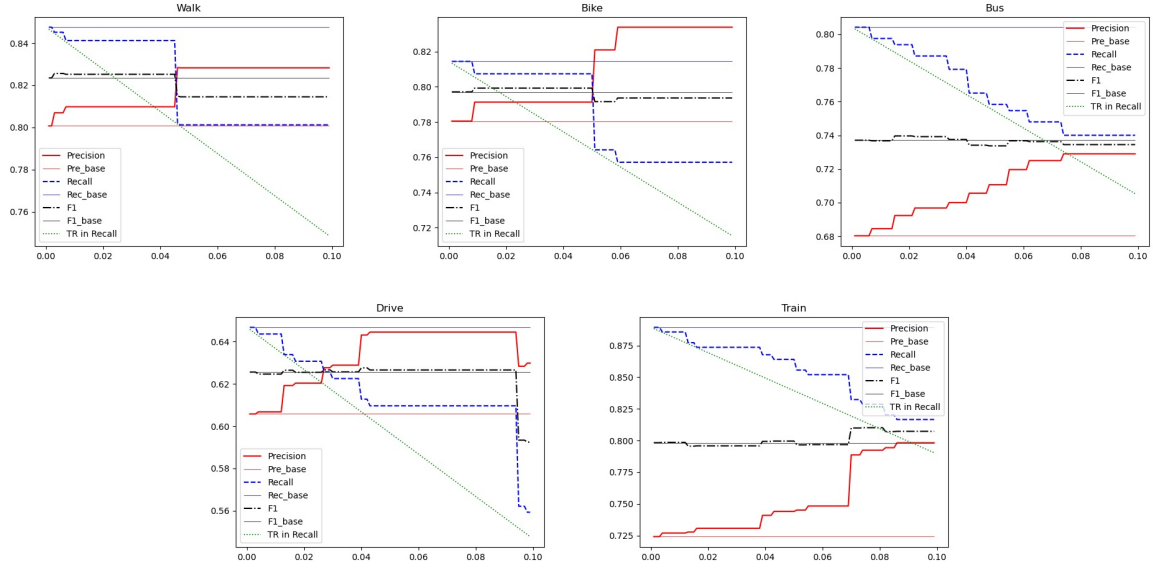 Walk
0.84
0.82
0.80
0.78
0.76
Precision
Pre_base
Recall
Rec_base
F1
F1_base
TR in Recall
0.00 0.02 0.04 0.06 0.08 0.10
Bike
0.82
0.80
0.78
0.76
0.74
0.72
Precision
Pre_base
Recall
Rec_base
F1
F1_base
TR in Recall
0.00 0.02 0.04 0.06 0.08 0.10
Bus
0.80
0.78
0.76
0.74
0.72
0.70
0.68
Precision
Pre_base
Recall
Rec_base
F1
F1_base
TR in Recall
0.00 0.02 0.04 0.06 0.08 0.10
Drive
0.64
0.62
0.60
0.58
0.56
Precision
Pre_base
Recall
Rec_base
F1
F1_base
TR in Recall
0.00 0.02 0.04 0.06 0.08 0.10
Train
0.875
0.850
0.825
0.800
0.775
0.750
0.725
Precision
Pre_base
Recall
Rec_base
F1
F1_base
TR in Recall
0.00 0.02 0.04 0.06 0.08 0.10